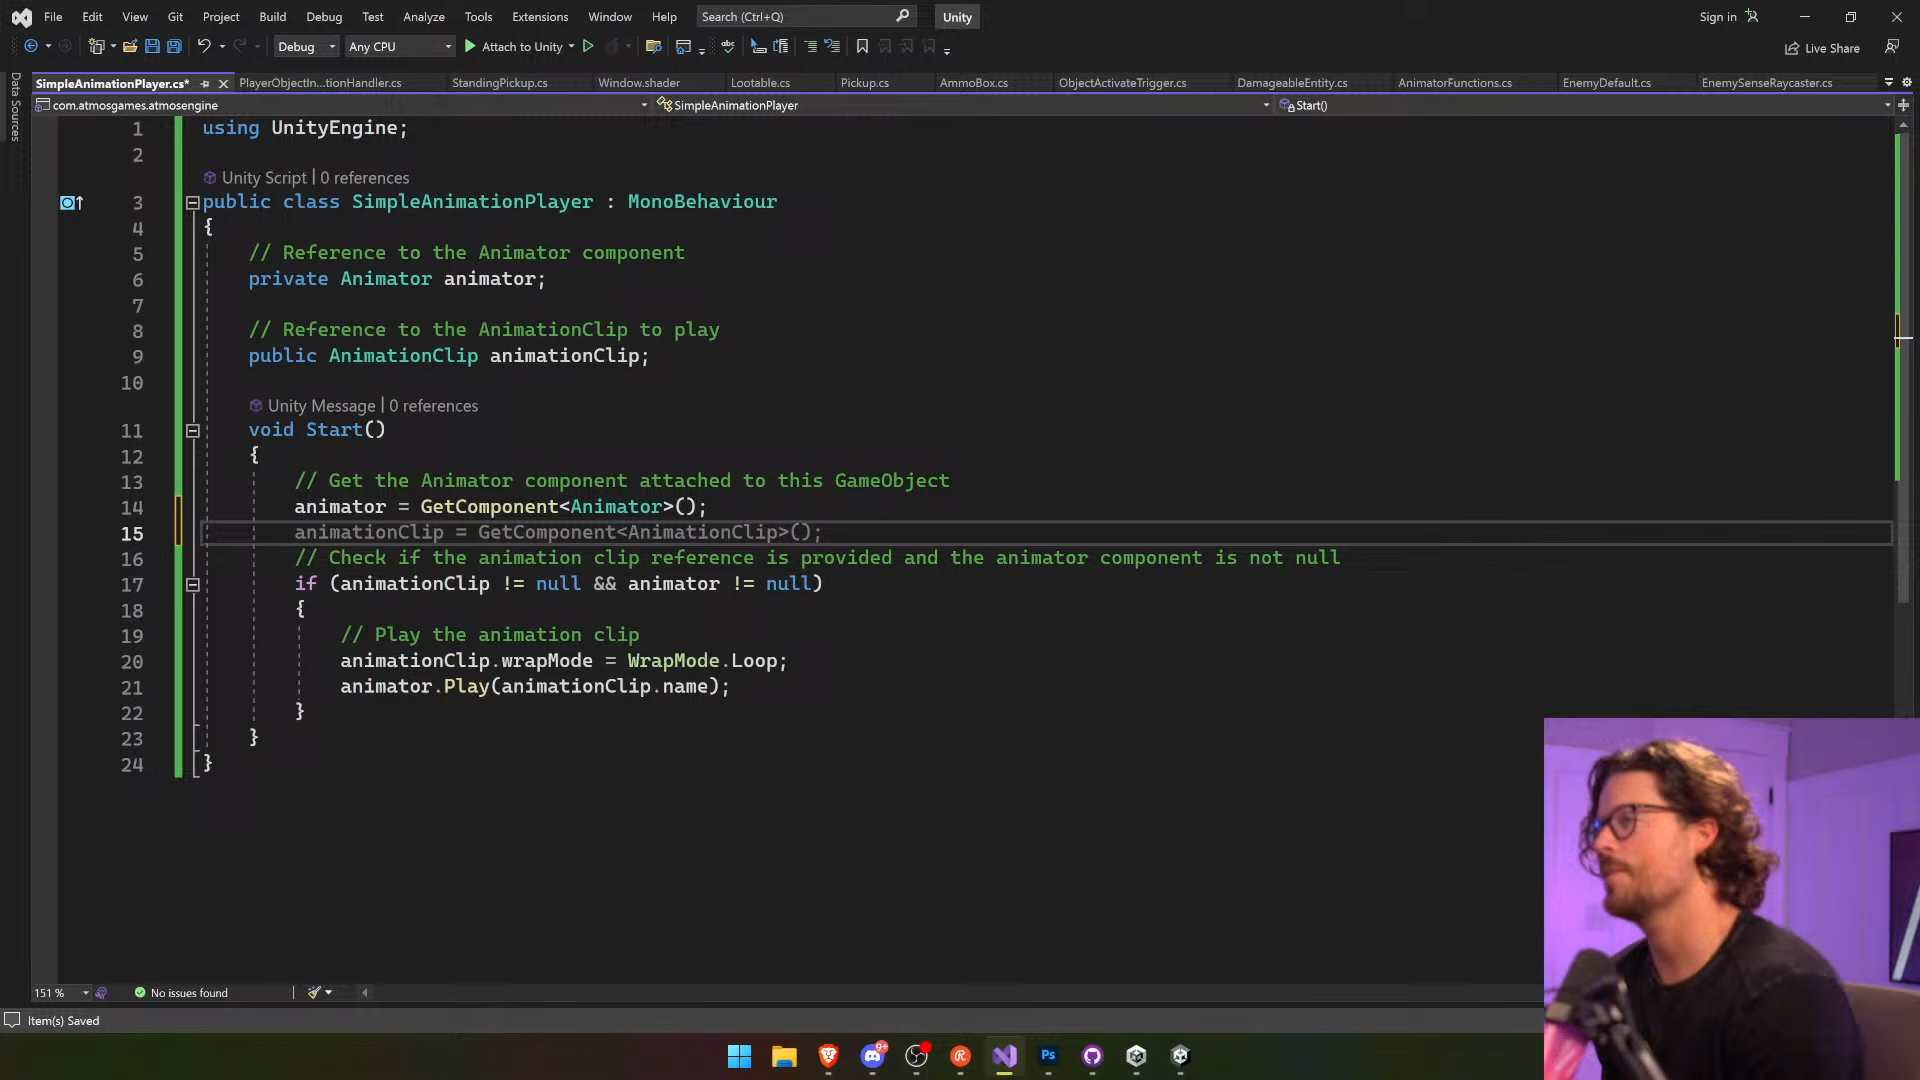 File Edit View Git Project Build Debug Test Analyze Tools Extensions Window Help Search (Ctrl+Q) Unity Sign in
Debug Any CPU Attach to Unity Live Share
Data Sources
SimpleAnimationPlayer.cs* PlayerObjectIn...tionHandler.cs StandingPickup.cs Window.shader Lootable.cs Pickup.cs AmmoBox.cs ObjectActivateTrigger.cs DamageableEntity.cs AnimatorFunctions.cs EnemyDefault.cs EnemySenseRaycaster.cs
com.atmosgames.atmosengine SimpleAnimationPlayer Start()
1 using UnityEngine;
2
Unity Script | 0 references
3 public class SimpleAnimationPlayer : MonoBehaviour
4 {
5 // Reference to the Animator component
6 private Animator animator;
7
8 // Reference to the AnimationClip to play
9 public AnimationClip animationClip;
10
Unity Message | 0 references
11 void Start()
12 {
13 // Get the Animator component attached to this GameObject
14 animator = GetComponent<Animator>();
15 animationClip = GetComponent<AnimationClip>();
16 // Check if the animation clip reference is provided and the animator component is not null
17 if (animationClip != null && animator != null)
18 {
19 // Play the animation clip
20 animationClip.wrapMode = WrapMode.Loop;
21 animator.Play(animationClip.name);
22 }
23 }
24 }
151 % No issues found
Item(s) Saved
9+
Ps